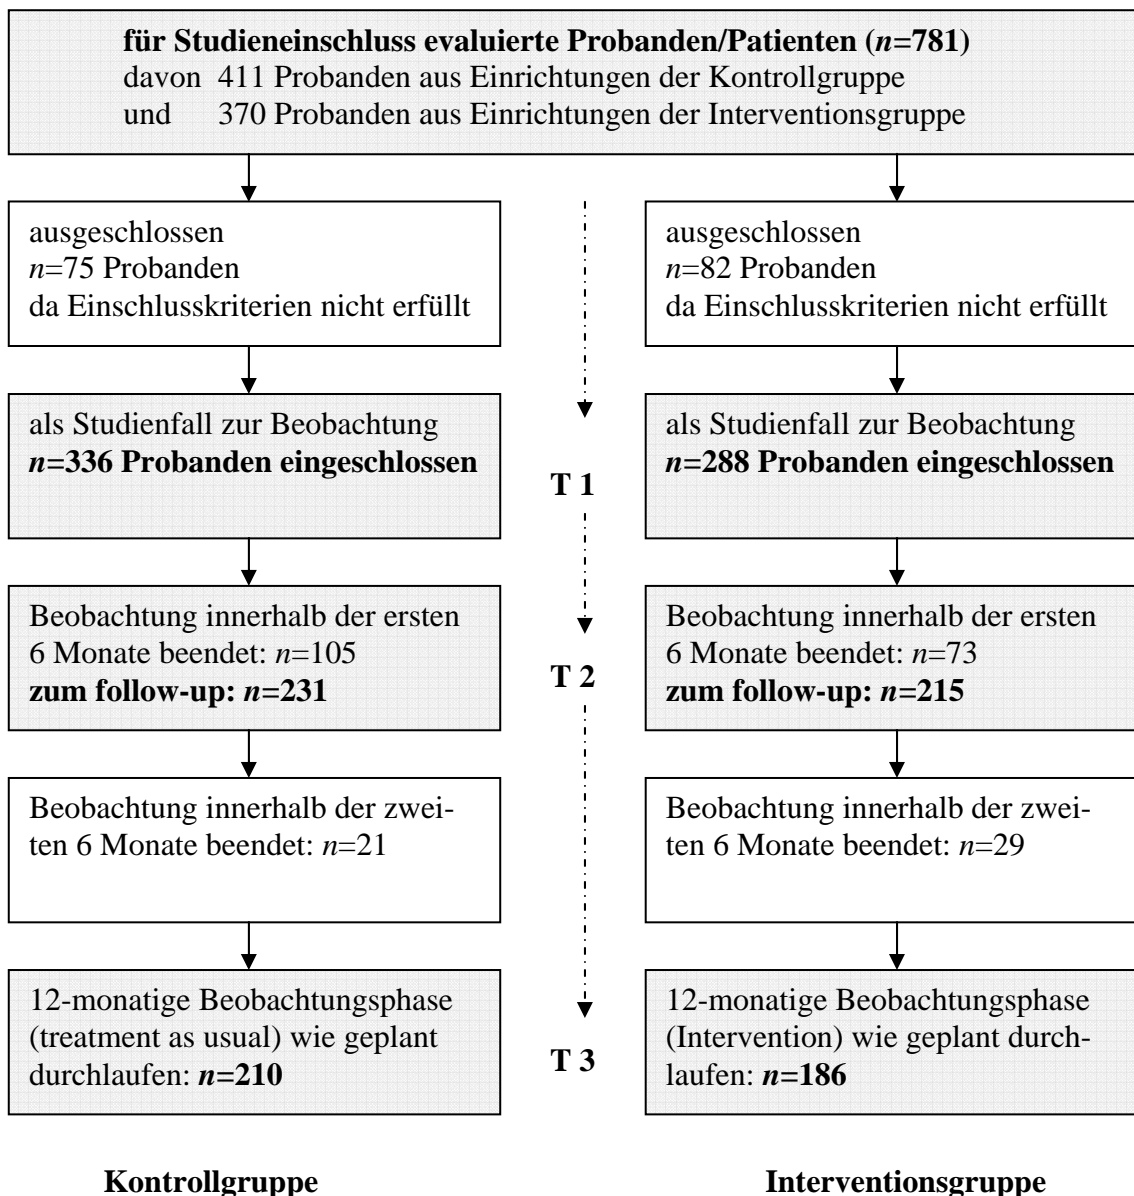 für Studieneinschluss evaluierte Probanden/Patienten (n=781)
davon 411 Probanden aus Einrichtungen der Kontrollgruppe
und 370 Probanden aus Einrichtungen der Interventionsgruppe
ausgeschlossen
n=75 Probanden
da Einschlusskriterien nicht erfüllt
ausgeschlossen
n=82 Probanden
da Einschlusskriterien nicht erfüllt
als Studienfall zur Beobachtung
n=336 Probanden eingeschlossen
T 1
als Studienfall zur Beobachtung
n=288 Probanden eingeschlossen
Beobachtung innerhalb der ersten
6 Monate beendet: n=105
zum follow-up: n=231
T 2
Beobachtung innerhalb der ersten
6 Monate beendet: n=73
zum follow-up: n=215
Beobachtung innerhalb der zwei-
ten 6 Monate beendet: n=21
Beobachtung innerhalb der zwei-
ten 6 Monate beendet: n=29
12-monatige Beobachtungsphase
(treatment as usual) wie geplant
durchlaufen: n=210
T 3
12-monatige Beobachtungsphase
(Intervention) wie geplant durch-
laufen: n=186
Kontrollgruppe
Interventionsgruppe